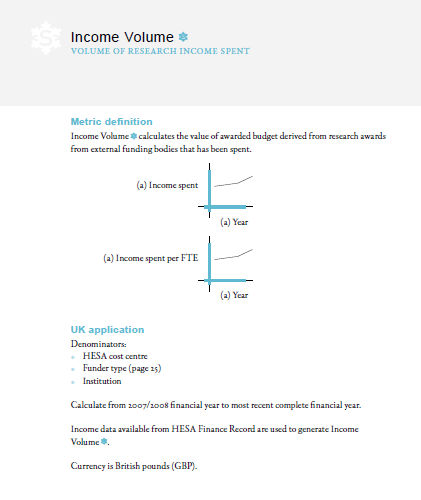 Income Volume ❄
VOLUME OF RESEARCH INCOME SPENT
Metric definition
Income Volume ❄ calculates the value of awarded budget derived from research awards
from external funding bodies that has been spent.
(a) Income spent
(a) Year
(a) Income spent per FTE
(a) Year
UK application
Denominators:
• HESA cost centre
• Funder type (page 25)
• Institution
Calculate from 2007/2008 financial year to most recent complete financial year.
Income data available from HESA Finance Record are used to generate Income
Volume ❄.
Currency is British pounds (GBP).